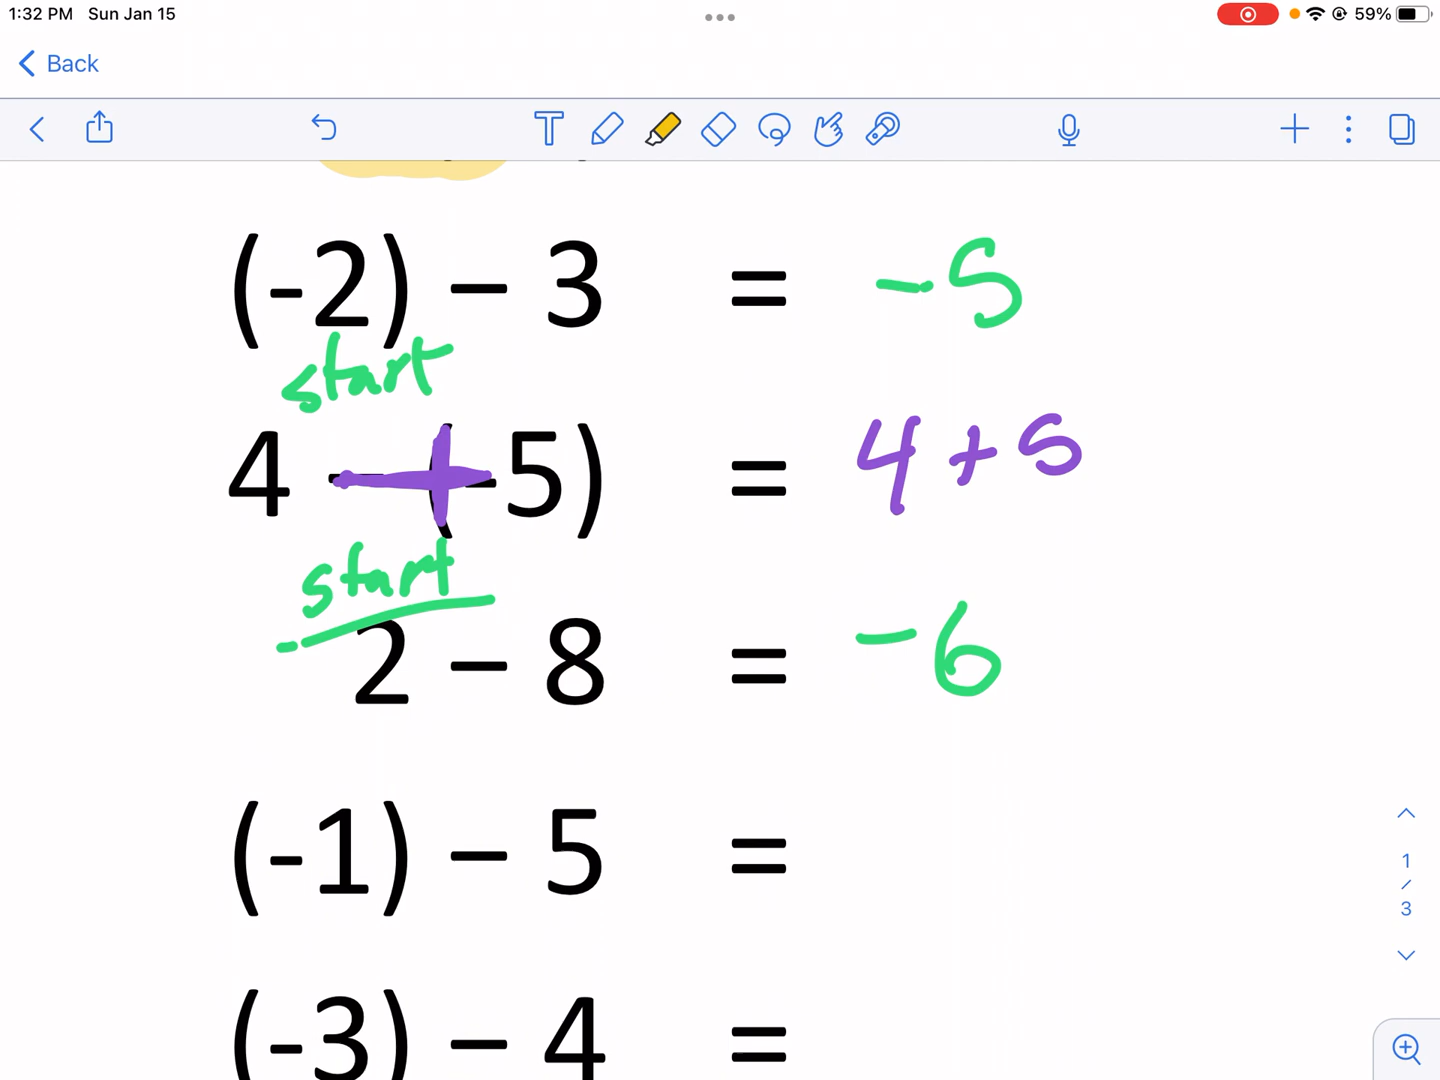 1:32 PM Sun Jan 15 59%
Back
(-2) – 3 = -5
start
4 – (-5) = 4 + 5
start
2 – 8 = -6
(-1) – 5 =
(-3) – 4 =
1
/
3